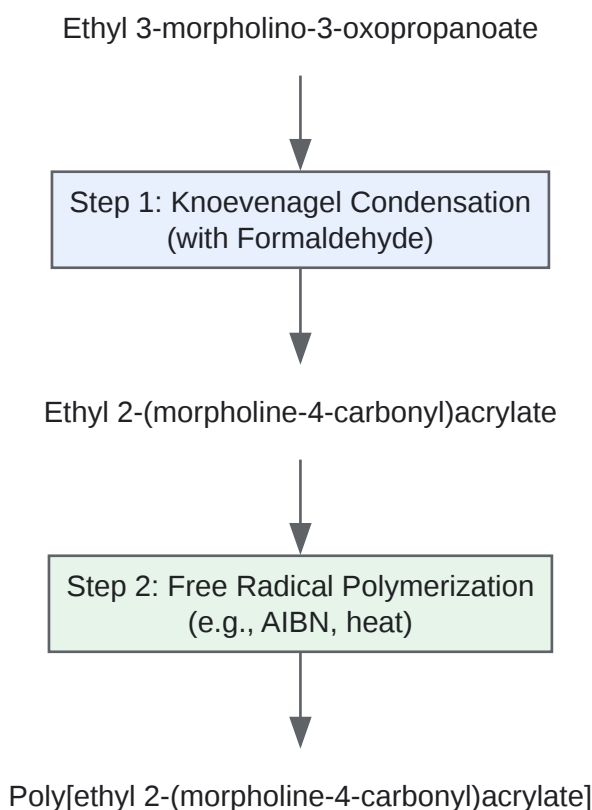 Ethyl 3-morpholino-3-oxopropanoate
Step 1: Knoevenagel Condensation
(with Formaldehyde)
Ethyl 2-(morpholine-4-carbonyl)acrylate
Step 2: Free Radical Polymerization
(e.g., AIBN, heat)
Poly[ethyl 2-(morpholine-4-carbonyl)acrylate]